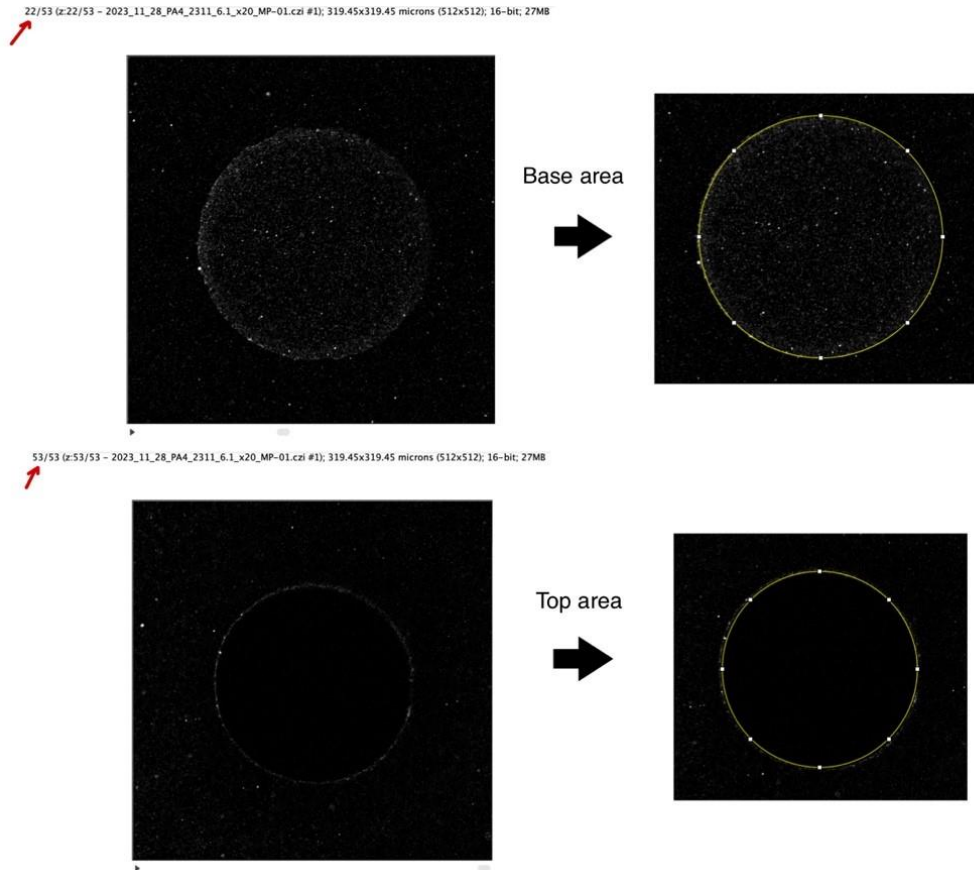 22/53 (z:22/53 - 2023_11_28_PA4_2311_6.1_x20_MP-01.czi #1); 319.45x319.45 microns (512x512); 16-bit; 27MB
Base area
53/53 (z:53/53 - 2023_11_28_PA4_2311_6.1_x20_MP-01.czi #1); 319.45x319.45 microns (512x512); 16-bit; 27MB
Top area